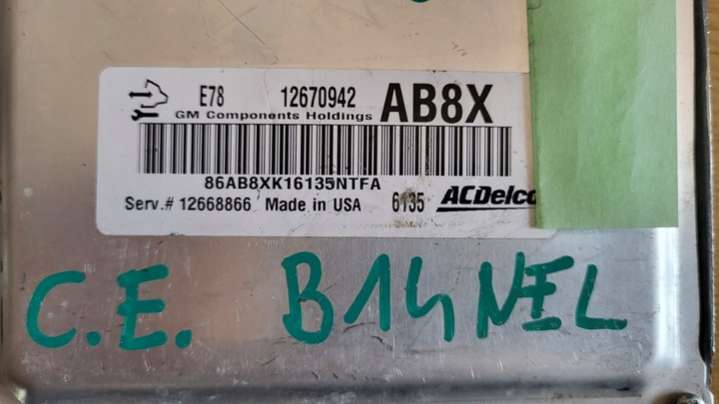 E78 12670942 AB8X
GM Components Holdings
86AB8XK16135NTFA
Serv.# 12668866 Made in USA 6135 ACDelco
C.E. B14NEL